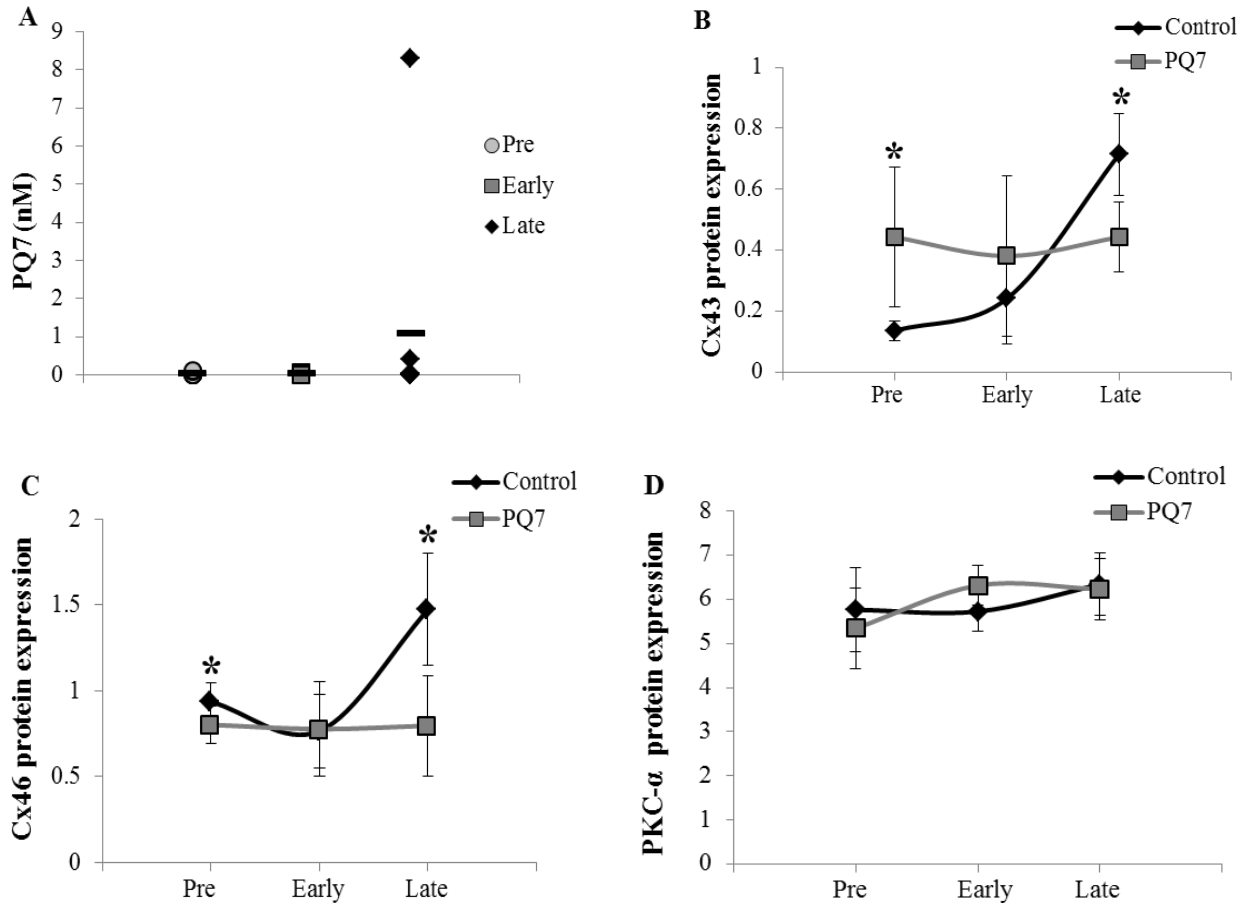 A
PQ7 (nM)
9
8
7
6
5
4
3
2
1
0
Pre
Early
Late
B
Control
PQ7
Cx43 protein expression
1
0.8
0.6
0.4
0.2
0
*
*
Pre Early Late
C
Control
PQ7
Cx46 protein expression
2
1.5
1
0.5
0
*
*
Pre Early Late
D
Control
PQ7
PKC-α protein expression
8
7
6
5
4
3
2
1
0
Pre Early Late